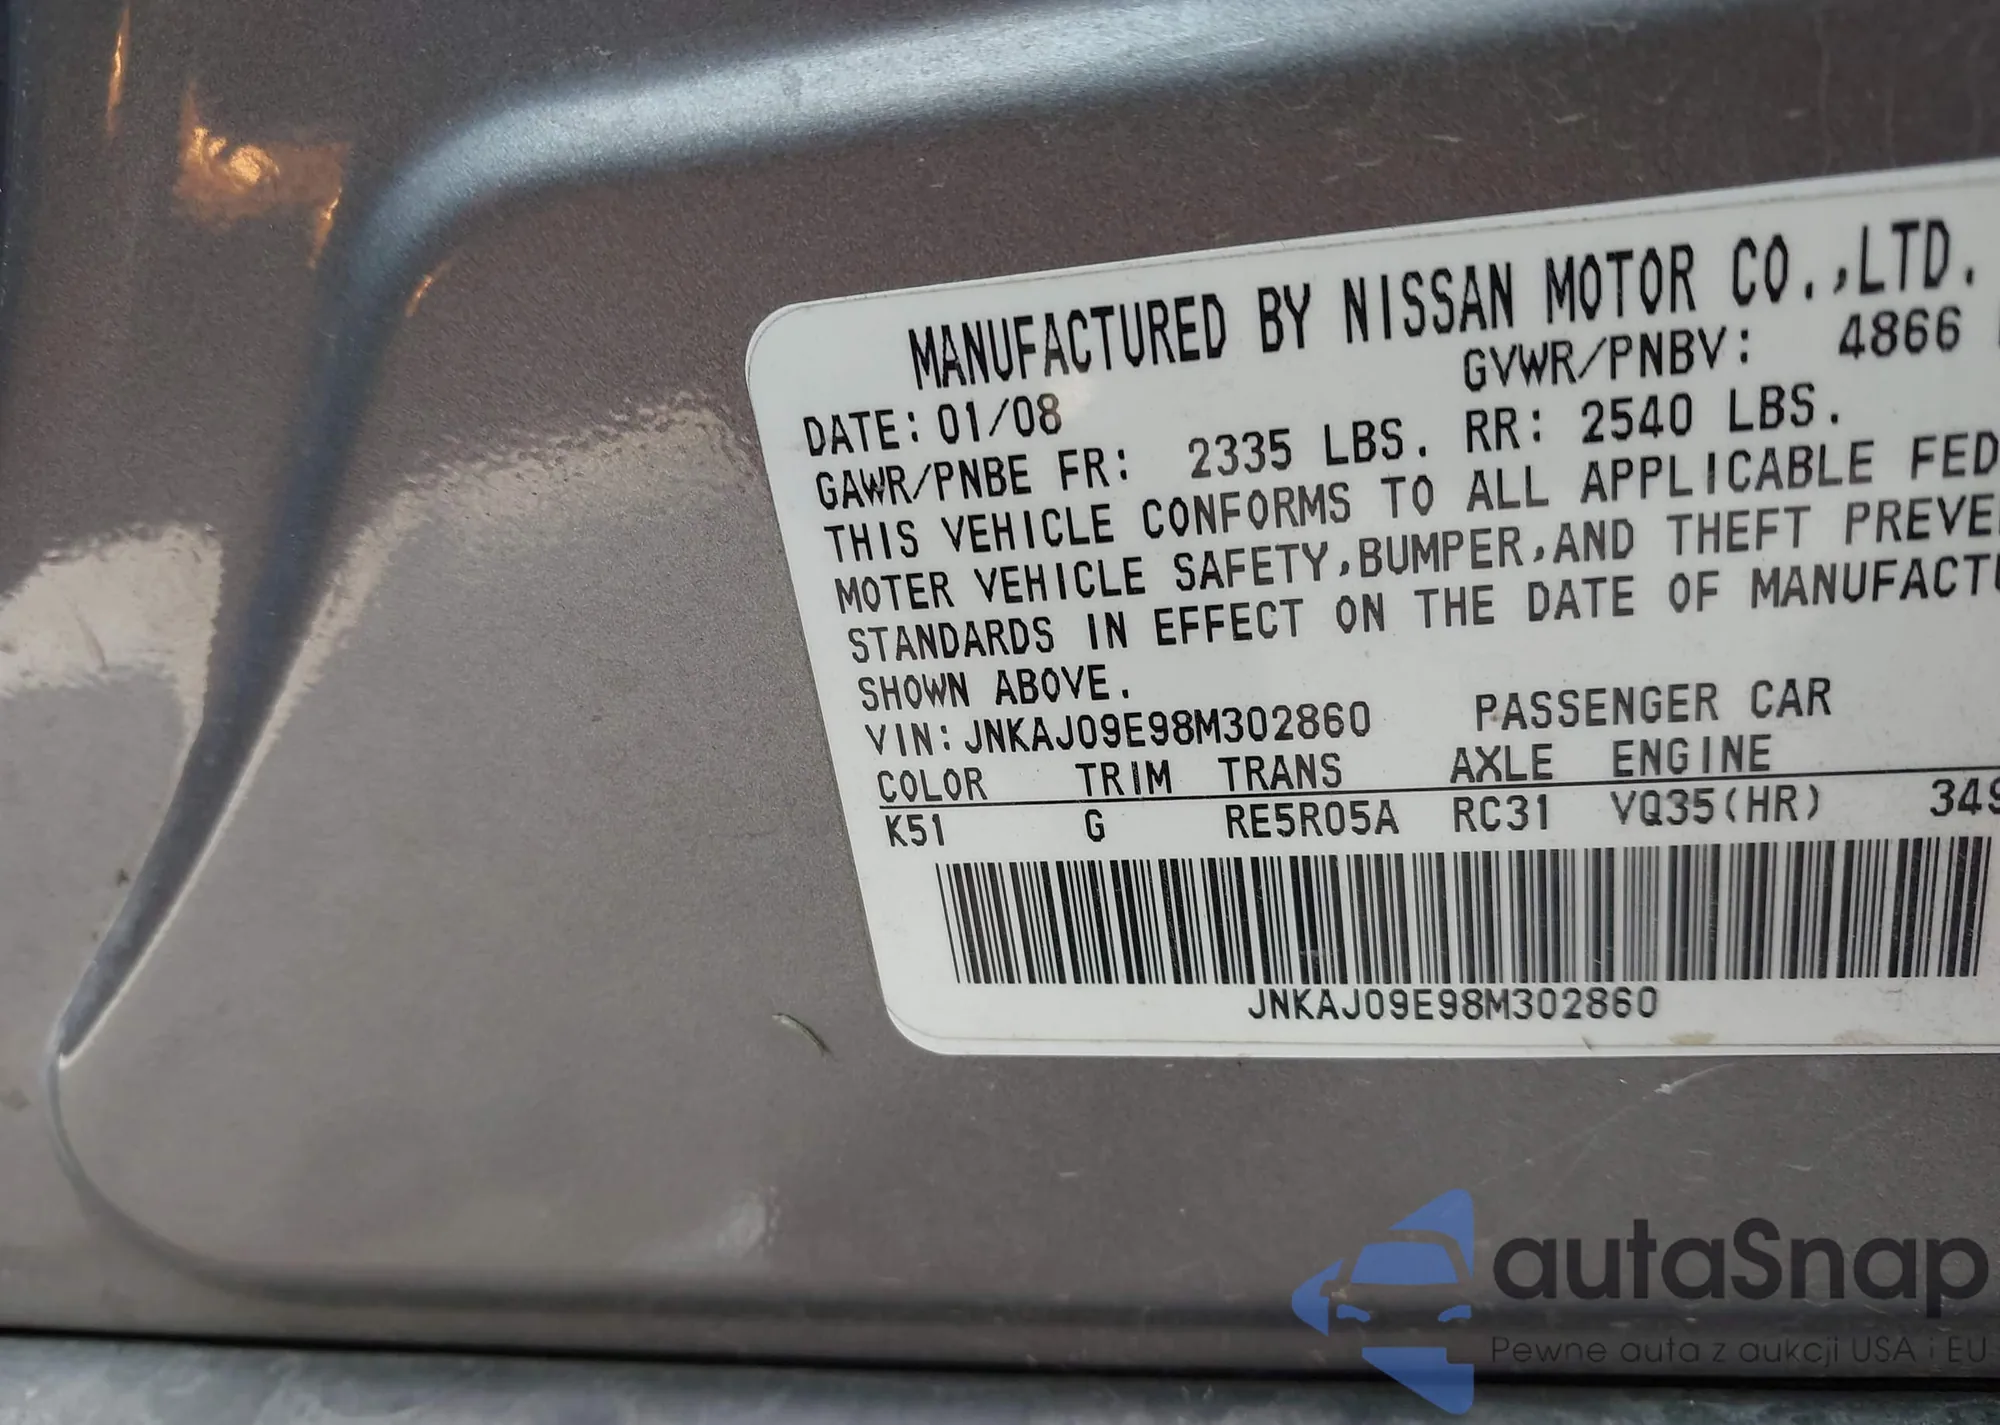 MANUFACTURED BY NISSAN MOTOR CO.,LTD.
DATE: 01/08 GVWR/PNBV: 4866
GAWR/PNBE FR: 2335 LBS. RR: 2540 LBS.
THIS VEHICLE CONFORMS TO ALL APPLICABLE FED
MOTER VEHICLE SAFETY,BUMPER,AND THEFT PREVE
STANDARDS IN EFFECT ON THE DATE OF MANUFACTU
SHOWN ABOVE.
VIN: JNKAJ09E98M302860 PASSENGER CAR
COLOR TRIM TRANS AXLE ENGINE
K51 G RE5R05A RC31 VQ35(HR) 349
JNKAJ09E98M302860
autaSnap
Pewne auta z aukcji USA i EU